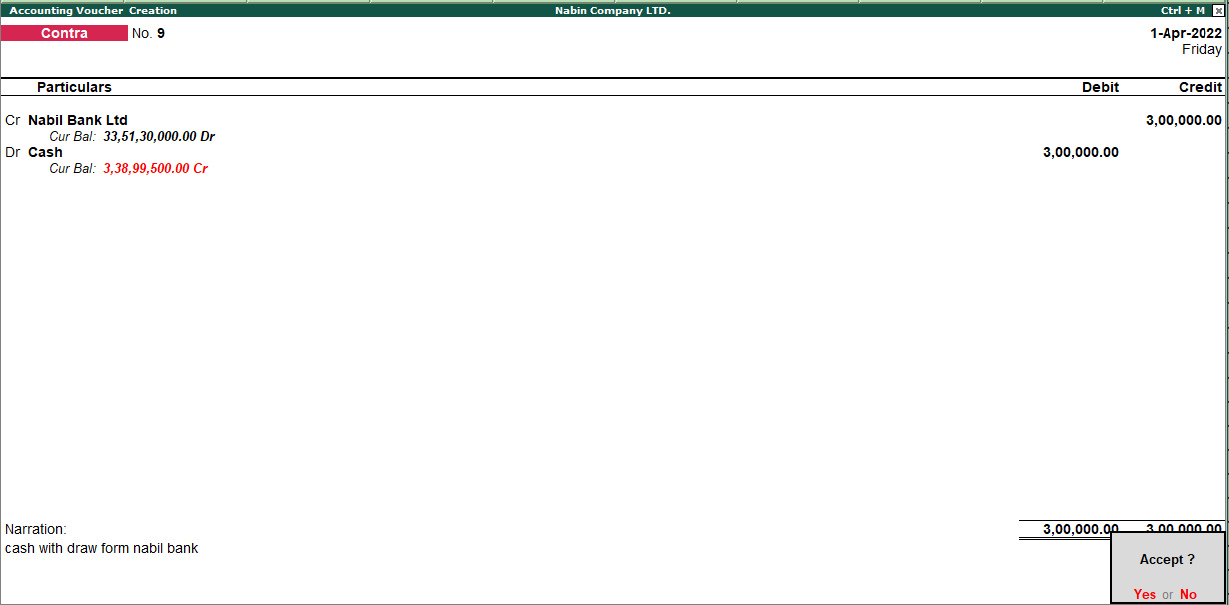 Accounting Voucher Creation Nabin Company LTD. Ctrl + M
Contra No. 9 1-Apr-2022
Friday
Particulars Debit Credit
Cr Nabil Bank Ltd 3,00,000.00
Cur Bal: 33,51,30,000.00 Dr
Dr Cash 3,00,000.00
Cur Bal: 3,38,99,500.00 Cr
Narration: 3,00,000.00 3,00,000.00
cash with draw form nabil bank
Accept ?
Yes or No